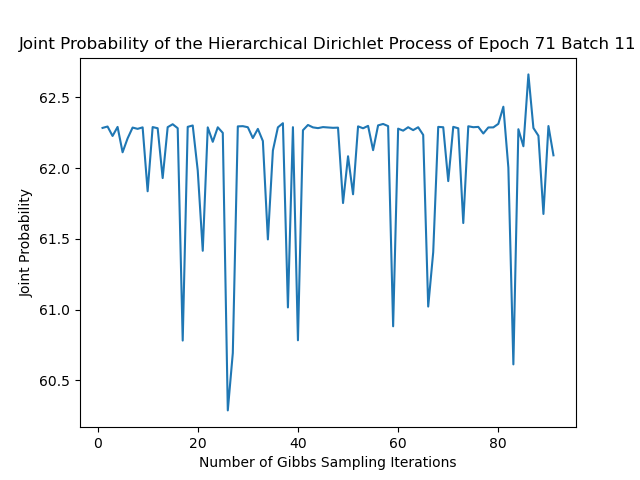 Joint Probability of the Hierarchical Dirichlet Process of Epoch 71 Batch 11
62.5
62.0
61.5
61.0
60.5
Joint Probability
0 20 40 60 80
Number of Gibbs Sampling Iterations